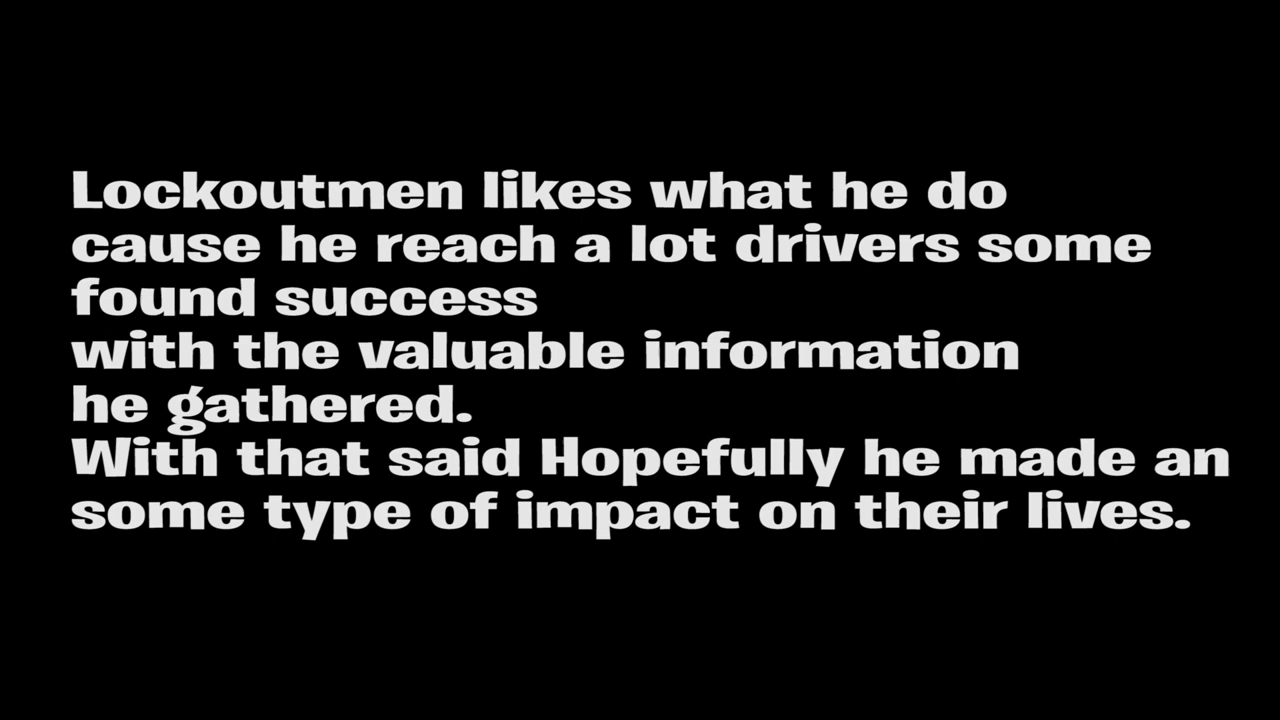 Lockoutmen likes what he do
cause he reach a lot drivers some
found success
with the valuable information
he gathered.
With that said Hopefully he made an
some type of impact on their lives.